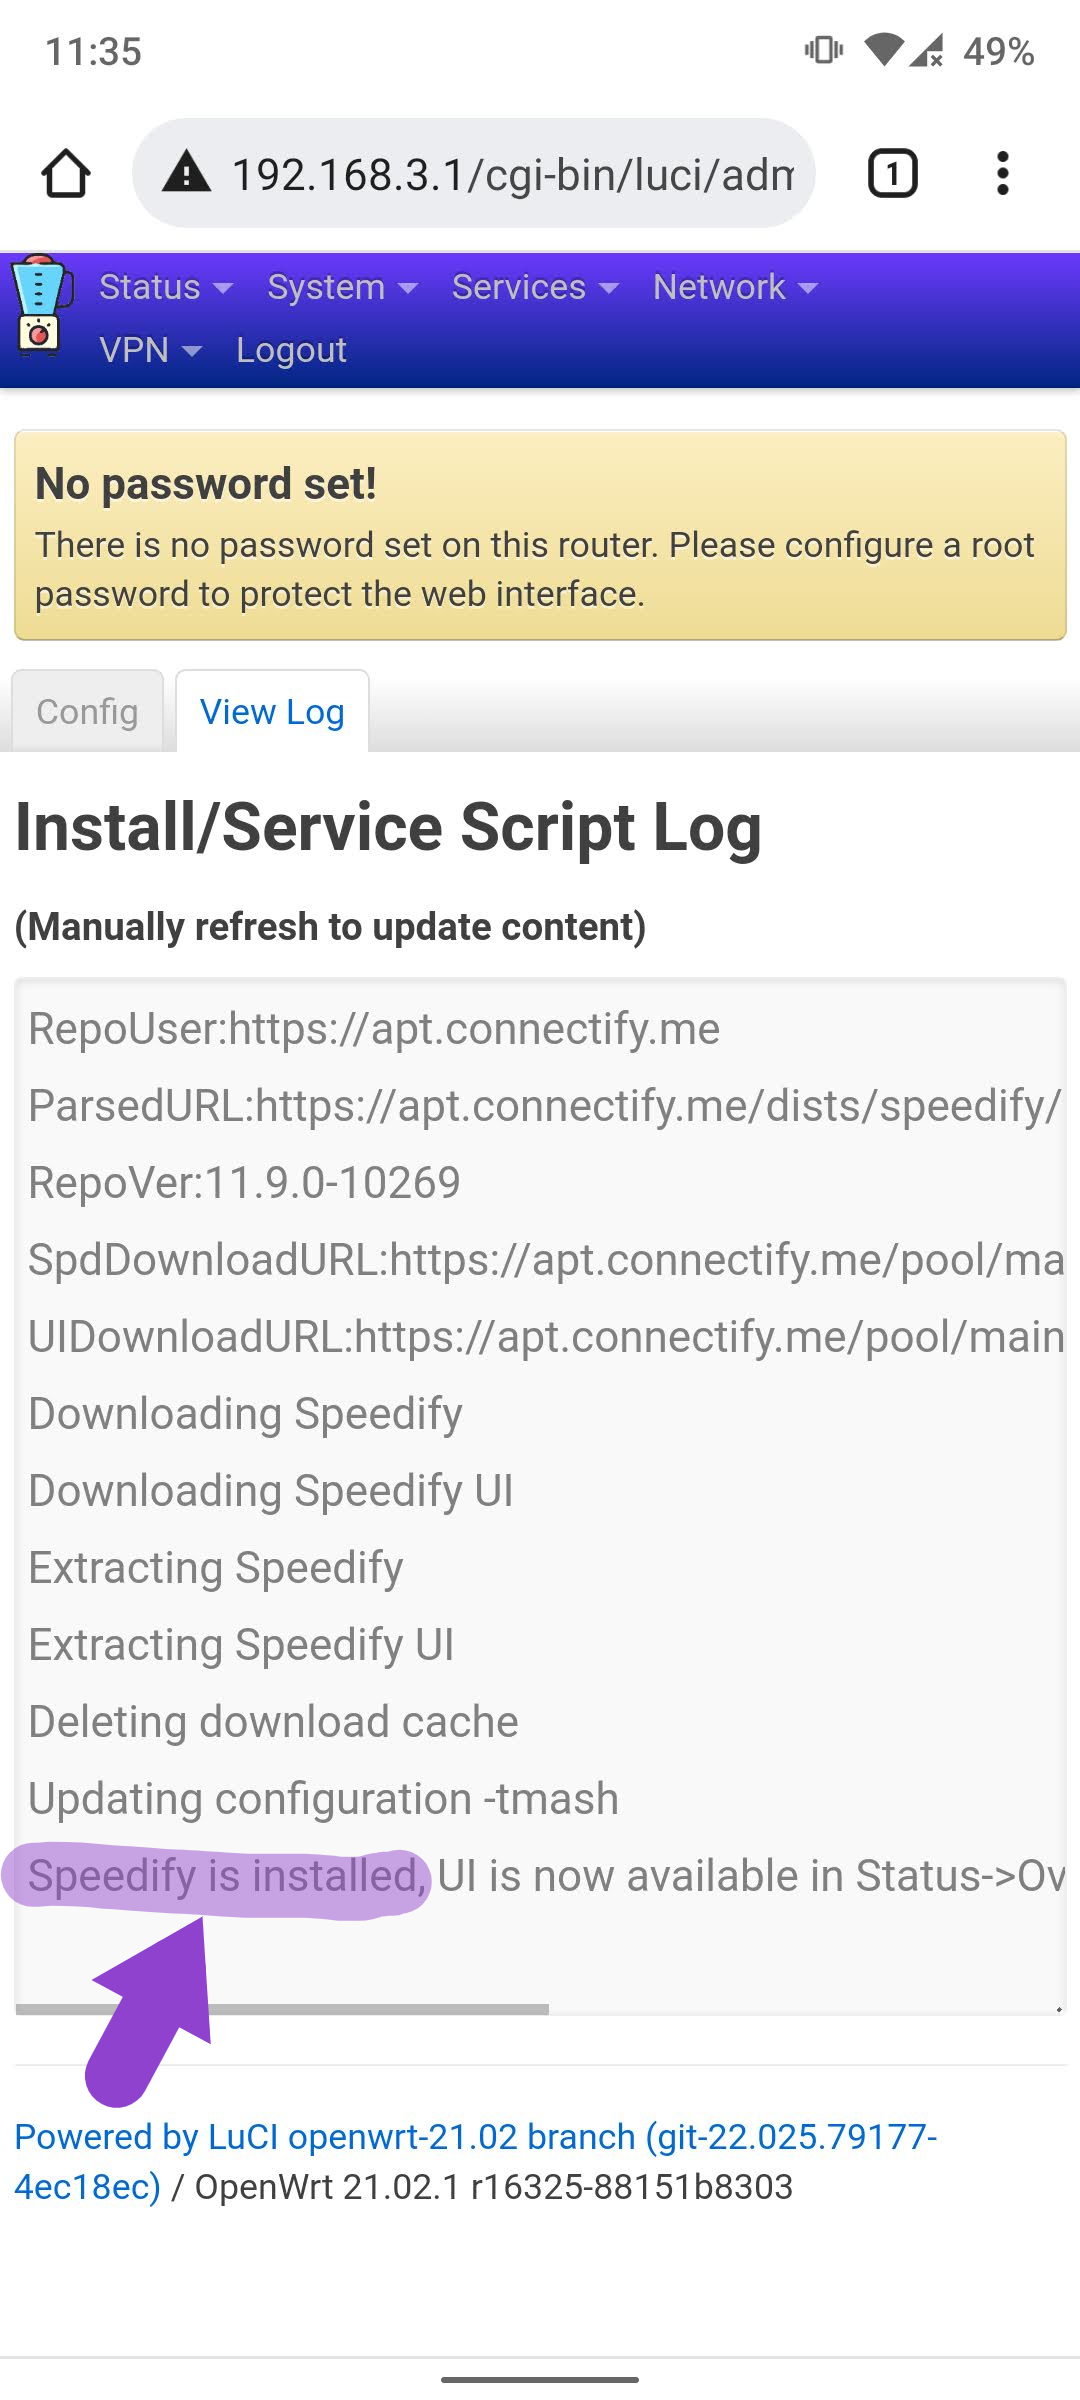 11:35
49%
192.168.3.1/cgi-bin/luci/adm
1
Status System Services Network
VPN Logout
No password set!
There is no password set on this router. Please configure a root
password to protect the web interface.
Config View Log
Install/Service Script Log
(Manually refresh to update content)
RepoUser:https://apt.connectify.me
ParsedURL:https://apt.connectify.me/dists/speedify/
RepoVer:11.9.0-10269
SpdDownloadURL:https://apt.connectify.me/pool/ma
UIDownloadURL:https://apt.connectify.me/pool/main
Downloading Speedify
Downloading Speedify UI
Extracting Speedify
Extracting Speedify UI
Deleting download cache
Updating configuration -tmash
Speedify is installed, UI is now available in Status->Ov
Powered by LuCI openwrt-21.02 branch (git-22.025.79177-
4ec18ec) / OpenWrt 21.02.1 r16325-88151b8303